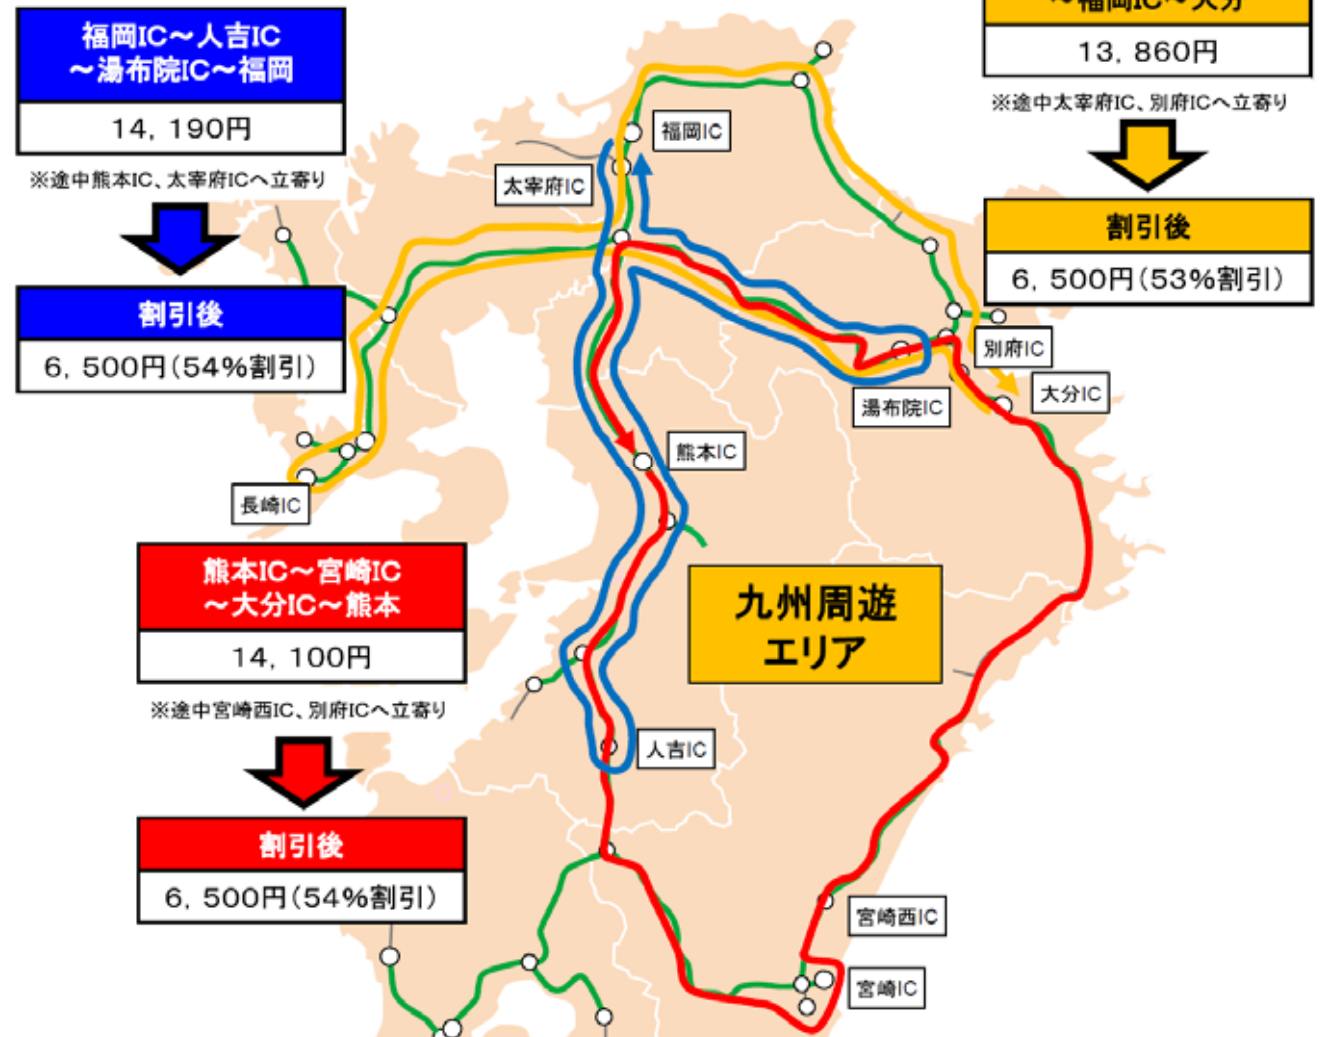 福岡IC～人吉IC
～湯布院IC～福岡
14，190円
※途中熊本IC、太宰府ICへ立寄り
割引後
6，500円（54％割引）
～福岡IC～大分
13，860円
※途中太宰府IC、別府ICへ立寄り
割引後
6，500円（53％割引）
福岡IC
太宰府IC
別府IC
大分IC
湯布院IC
熊本IC
長崎IC
熊本IC～宮崎IC
～大分IC～熊本
14，100円
※途中宮崎西IC、別府ICへ立寄り
割引後
6，500円（54％割引）
九州周遊
エリア
人吉IC
宮崎西IC
宮崎IC